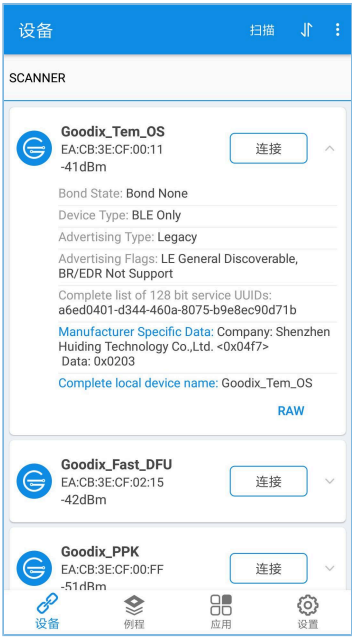 设备
扫描
SCANNER
Goodix_Tem_OS
EA:CB:3E:CF:00:11
连接
-41dBm
Bond State: Bond None
Device Type: BLE Only
Advertising Type: Legacy
Advertising Flags: LE General Discoverable,
BR/EDR Not Support
Complete list of 128 bit service UUIDs:
a6ed0401-d344-460a-8075-b9e8ec90d71b
Manufacturer Specific Data: Company: Shenzhen
Huiding Technology Co.,Ltd. <0x04f7>
Data: 0x0203
Complete local device name: Goodix_Tem_OS
RAW
Goodix_Fast_DFU
EA:CB:3E:CF:02:15
连接
-42dBm
Goodix_PPK
EA:CB:3E:CF:00:FF
连接
-51dBm
设备
例程
应用
设置